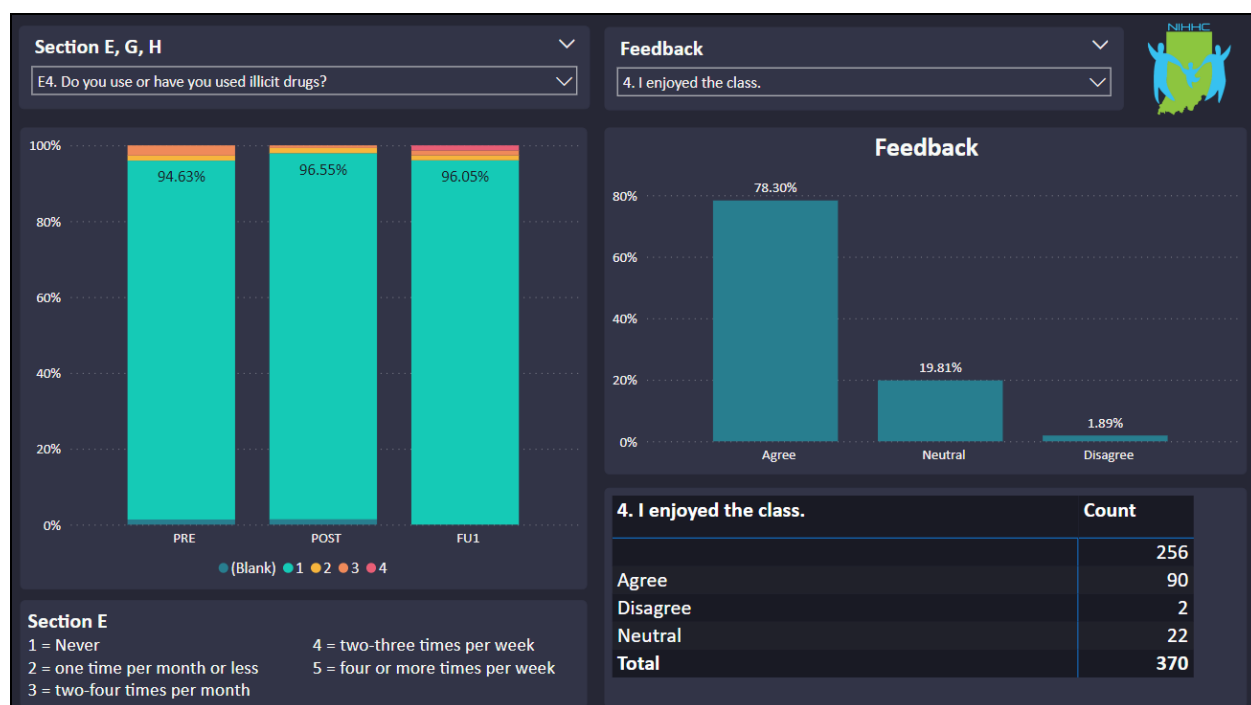 Section E, G, H
E4. Do you use or have you used illicit drugs?
Feedback
4. I enjoyed the class.
NIHHC
100%
80%
60%
40%
20%
0%
94.63%
96.55%
96.05%
PRE POST FU1
(Blank) 1 2 3 4
Section E
1 = Never
2 = one time per month or less
3 = two-four times per month
4 = two-three times per week
5 = four or more times per week
Feedback
80%
60%
40%
20%
0%
78.30%
19.81%
1.89%
Agree Neutral Disagree
4. I enjoyed the class. Count
256
Agree 90
Disagree 2
Neutral 22
Total 370